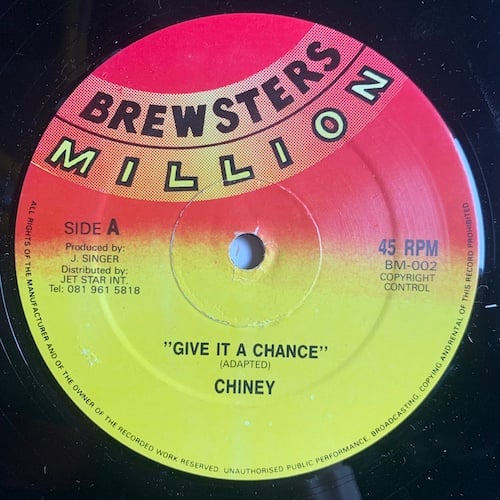 BREWSTERS
MILLION
SIDE A
Produced by:
J. SINGER
Distributed by:
JET STAR INT.
Tel: 081 961 5818
45 RPM
BM-002
COPYRIGHT
CONTROL
"GIVE IT A CHANCE"
(ADAPTED)
CHINEY
ALL RIGHTS OF THE MANUFACTURER AND OF THE OWNER OF THE RECORDED WORK RESERVED. UNAUTHORISED PUBLIC PERFORMANCE. BROADCASTING. COPYING AND RENTAL OF THIS RECORD PROHIBITED.